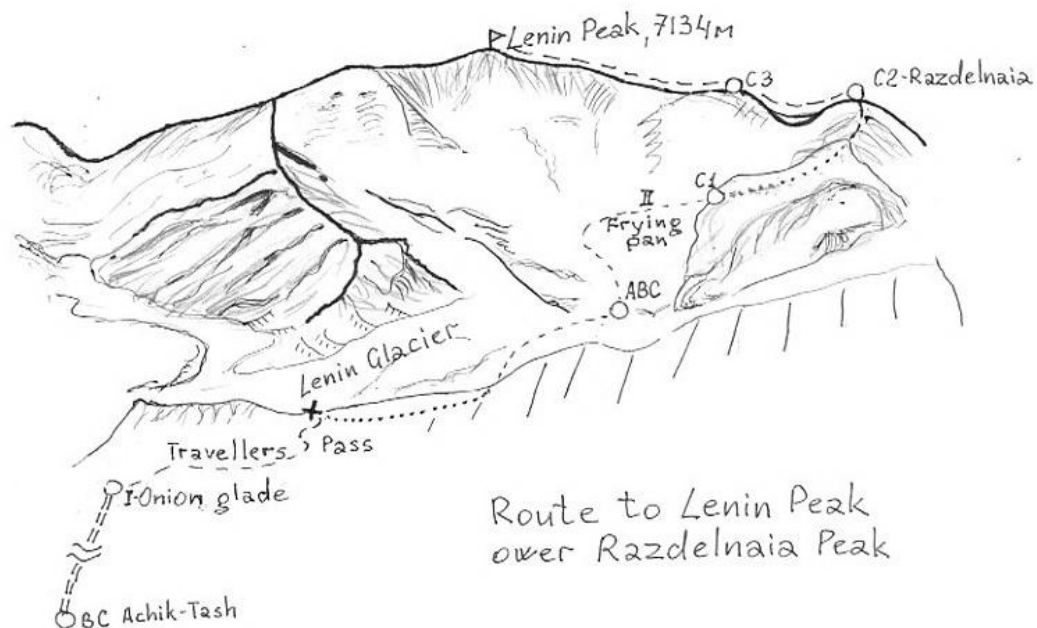 Lenin Peak, 7134м
C3
C2-Razdelnaia
C1
II
Frying
pan
ABC
Lenin Glacier
Travellers Pass
I-Onion glade
Route to Lenin Peak
ower Razdelnaia Peak
BC Achik-Tash